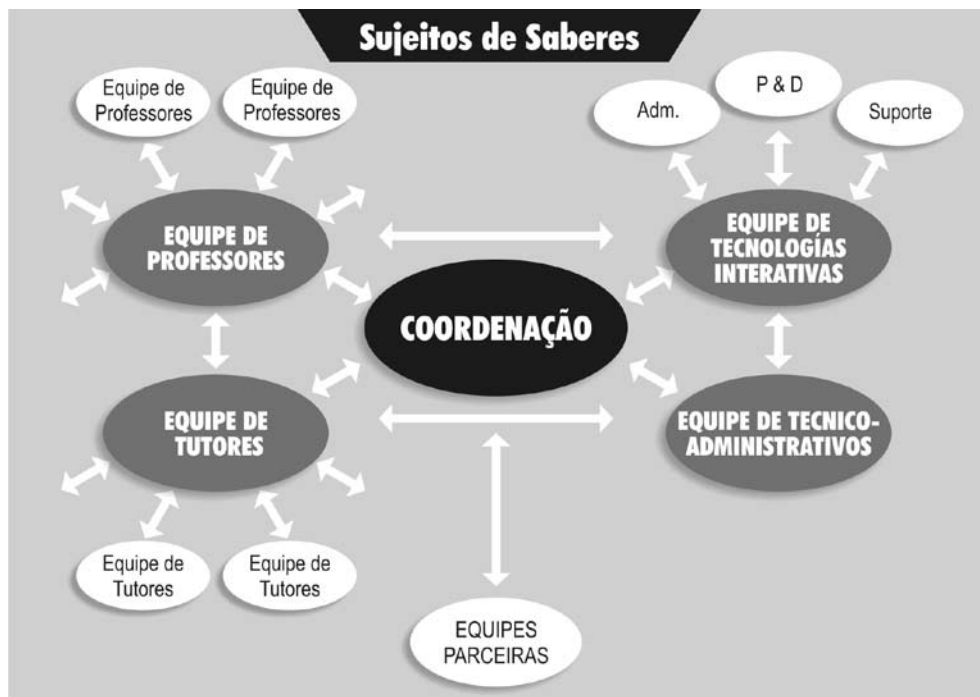 Sujeitos de Saberes
Equipe de
Professores
Equipe de
Professores
Adm.
P & D
Suporte
EQUIPE DE
PROFESSORES
EQUIPE DE
TECNOLOGÍAS
INTERATIVAS
COORDENAÇÃO
EQUIPE DE
TUTORES
EQUIPE DE TECNICO-
ADMINISTRATIVOS
Equipe de
Tutores
Equipe de
Tutores
EQUIPES
PARCEIRAS